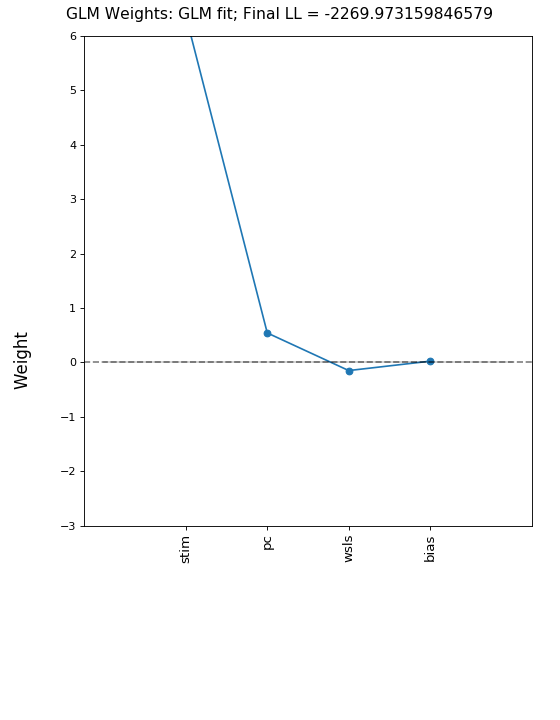 GLM Weights: GLM fit; Final LL = -2269.973159846579
6
5
4
3
2
1
0
−1
−2
−3
Weight
stim
pc
wsls
bias